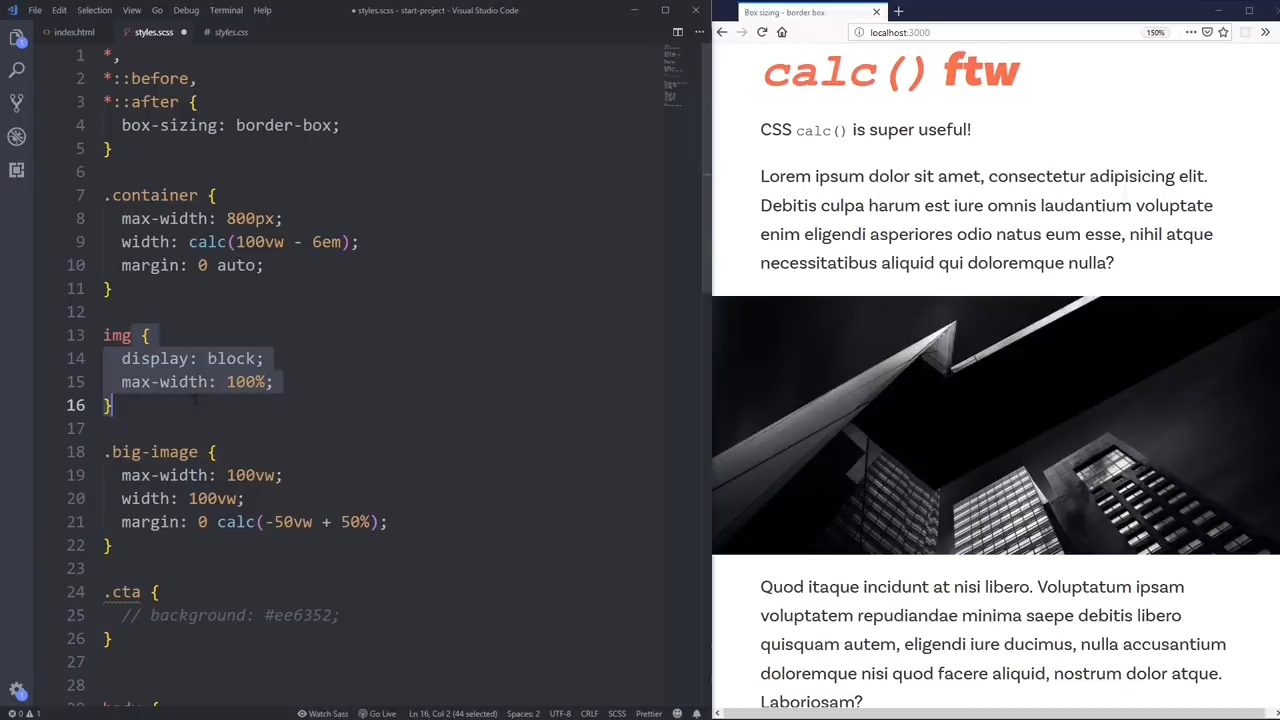 File Edit Selection View Go Debug Terminal Help
● styles.scss - start-project - Visual Studio Code
index.html
styles.scss
styles.css
1 *,
2 *::before,
3 *::after {
4 box-sizing: border-box;
5 }
6
7 .container {
8 max-width: 800px;
9 width: calc(100vw - 6em);
10 margin: 0 auto;
11 }
12
13 img {
14 display: block;
15 max-width: 100%;
16 }
17
18 .big-image {
19 max-width: 100vw;
20 width: 100vw;
21 margin: 0 calc(-50vw + 50%);
22 }
23
24 .cta {
25 // background: #ee6352;
26 }
27
28
0 1
Watch Sass
Go Live
Ln 16, Col 2 (44 selected)
Spaces: 2
UTF-8
CRLF
SCSS
Prettier
1
Box sizing - border box
localhost:3000
150%
calc() ftw
CSS calc() is super useful!
Lorem ipsum dolor sit amet, consectetur adipisicing elit.
Debitis culpa harum est iure omnis laudantium voluptate
enim eligendi asperiores odio natus eum esse, nihil atque
necessitatibus aliquid qui doloremque nulla?
Quod itaque incidunt at nisi libero. Voluptatum ipsam
voluptatem repudiandae minima saepe debitis libero
quisquam autem, eligendi iure ducimus, nulla accusantium
doloremque nisi quod facere aliquid, nostrum dolor atque.
Laboriosam?